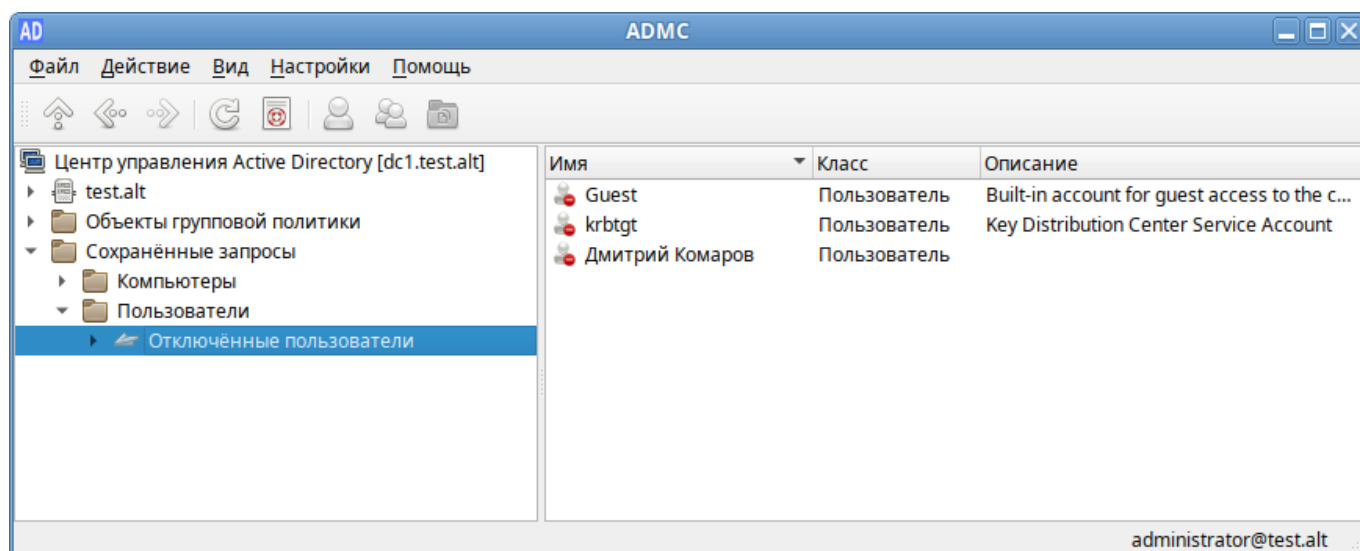 AD ADMC
Файл Действие Вид Настройки Помощь
Центр управления Active Directory [dc1.test.alt]
test.alt
Объекты групповой политики
Сохранённые запросы
Компьютеры
Пользователи
Отключённые пользователи
Имя Класс Описание
Guest Пользователь Built-in account for guest access to the c...
krbtgt Пользователь Key Distribution Center Service Account
Дмитрий Комаров Пользователь
administrator@test.alt